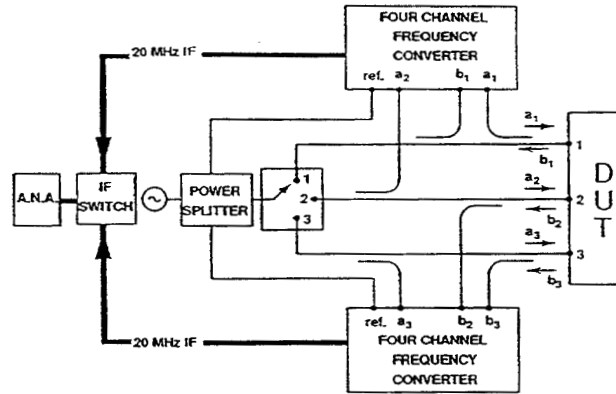 FOUR CHANNEL
FREQUENCY
CONVERTER
20 MHz IF
ref. a₂ b₁ a₁
a₁
1
b₁
a₂
2
b₂
a₃
3
b₃
D
U
T
A.N.A.
IF
SWITCH
POWER
SPLITTER
1
2
3
ref. a₃ b₂ b₃
20 MHz IF
FOUR CHANNEL
FREQUENCY
CONVERTER